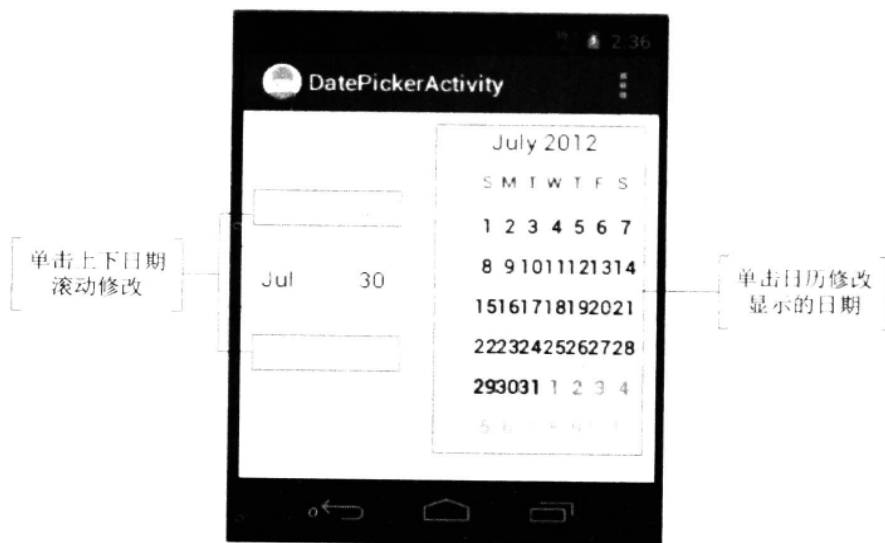 2:36
DatePickerActivity
July 2012
S M T W T F S
1 2 3 4 5 6 7
8 9 10 11 12 13 14
15 16 17 18 19 20 21
22 23 24 25 26 27 28
29 30 31 1 2 3 4
5 6
Jul 30
单击上下日期
滚动修改
单击日历修改
显示的日期